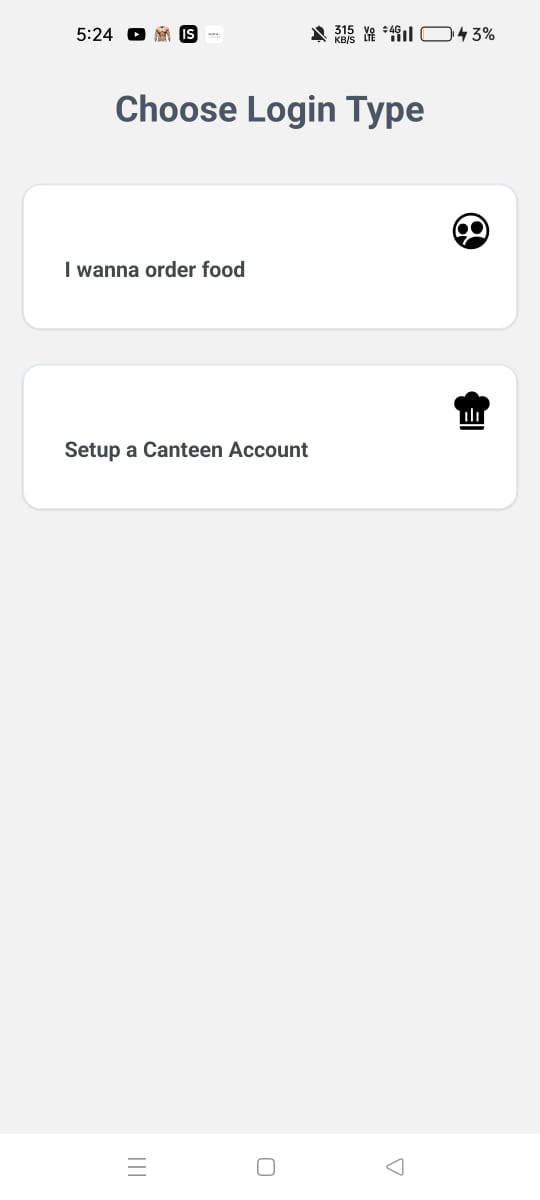 5:24 IS 315 KB/S Vo LTE 4G 3%
Choose Login Type
I wanna order food
Setup a Canteen Account